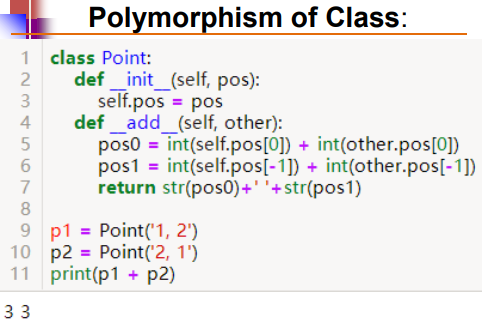 Polymorphism of Class:
1 class Point:
2     def __init__(self, pos):
3         self.pos = pos
4     def __add__(self, other):
5         pos0 = int(self.pos[0]) + int(other.pos[0])
6         pos1 = int(self.pos[-1]) + int(other.pos[-1])
7         return str(pos0)+' '+str(pos1)
8
9 p1 = Point('1, 2')
10 p2 = Point('2, 1')
11 print(p1 + p2)
3 3